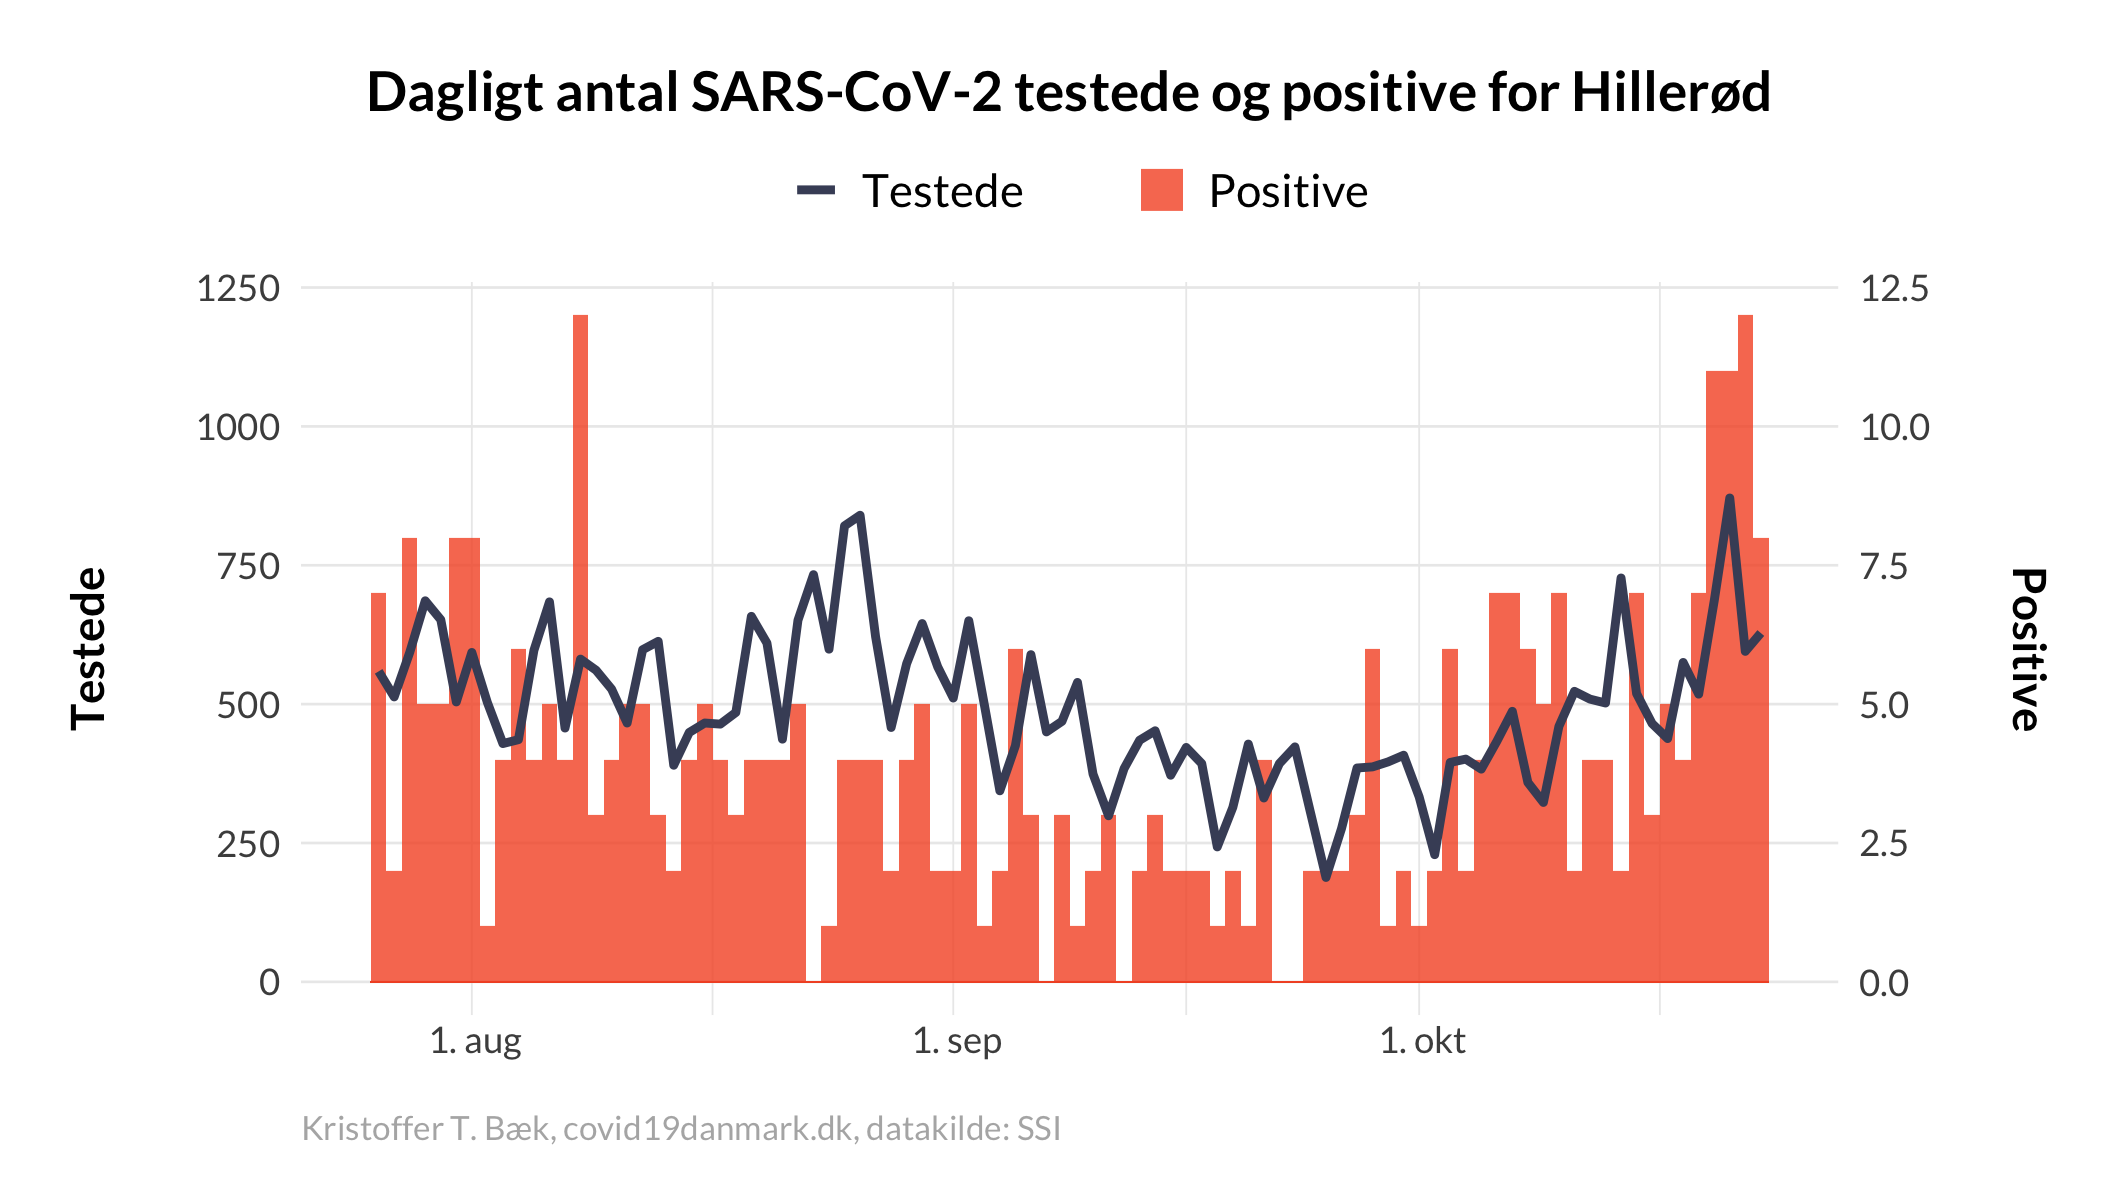 Dagligt antal SARS-CoV-2 testede og positive for Hillerød
Testede
Positive
1250
1000
750
500
250
0
Testede
12.5
10.0
7.5
5.0
2.5
0.0
Positive
1. aug
1. sep
1. okt
Kristoffer T. Bæk, covid19danmark.dk, datakilde: SSI